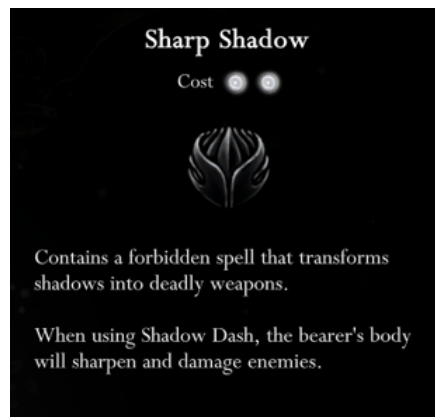 Sharp Shadow
Cost
Contains a forbidden spell that transforms
shadows into deadly weapons.
When using Shadow Dash, the bearer's body
will sharpen and damage enemies.